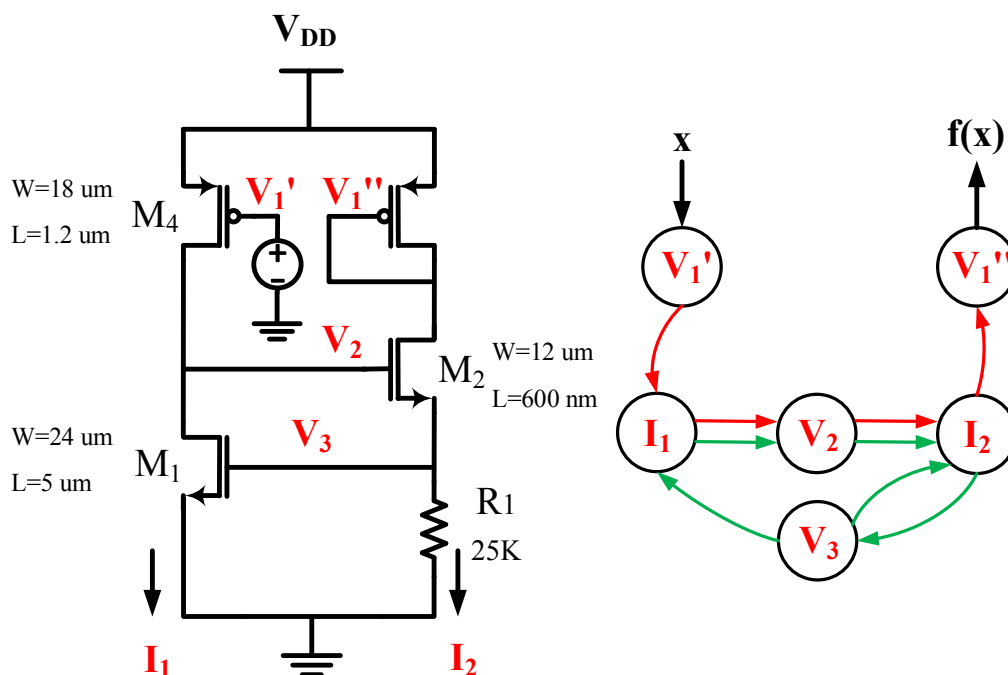 V_DD
W=18 um
L=1.2 um
M_4
V_1'
V_1''
+
−
V_2
M_2
W=12 um
L=600 nm
V_3
W=24 um
L=5 um
M_1
R_1
25K
I_1
I_2
x
f(x)
V_1'
V_1''
I_1
V_2
I_2
V_3